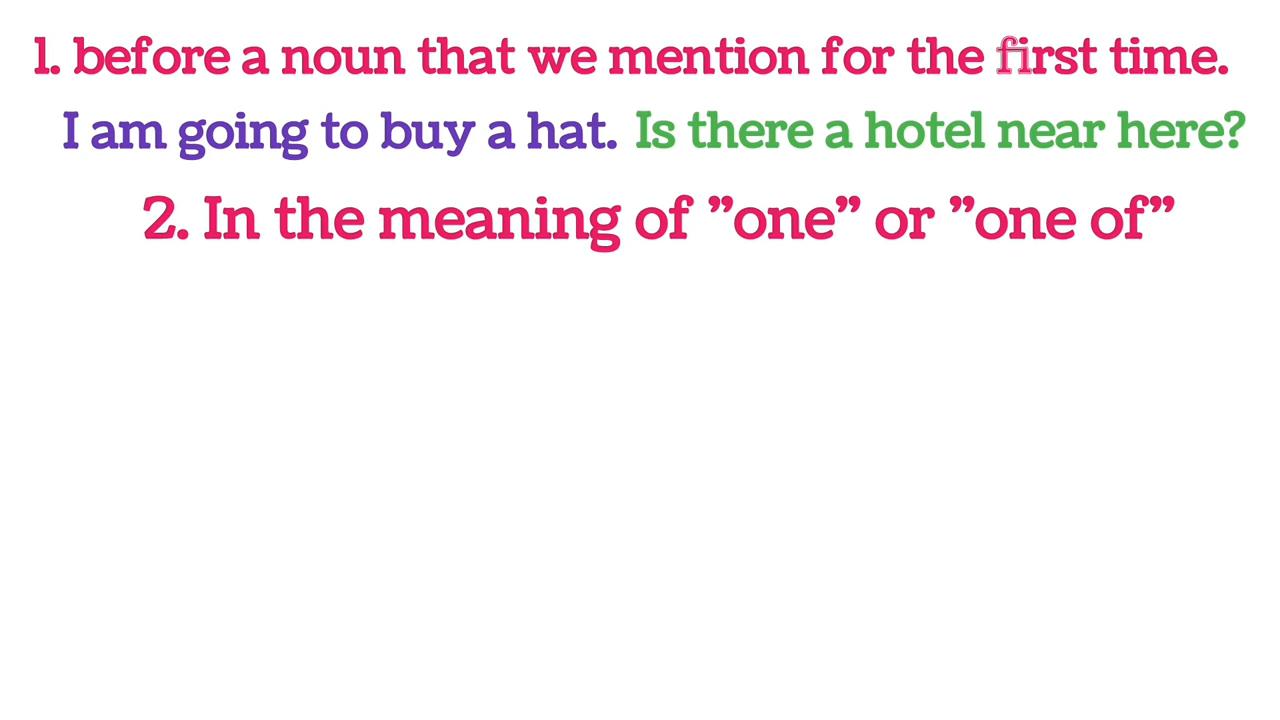 1. before a noun that we mention for the first time.
I am going to buy a hat. Is there a hotel near here?
2. In the meaning of ”one” or ”one of”